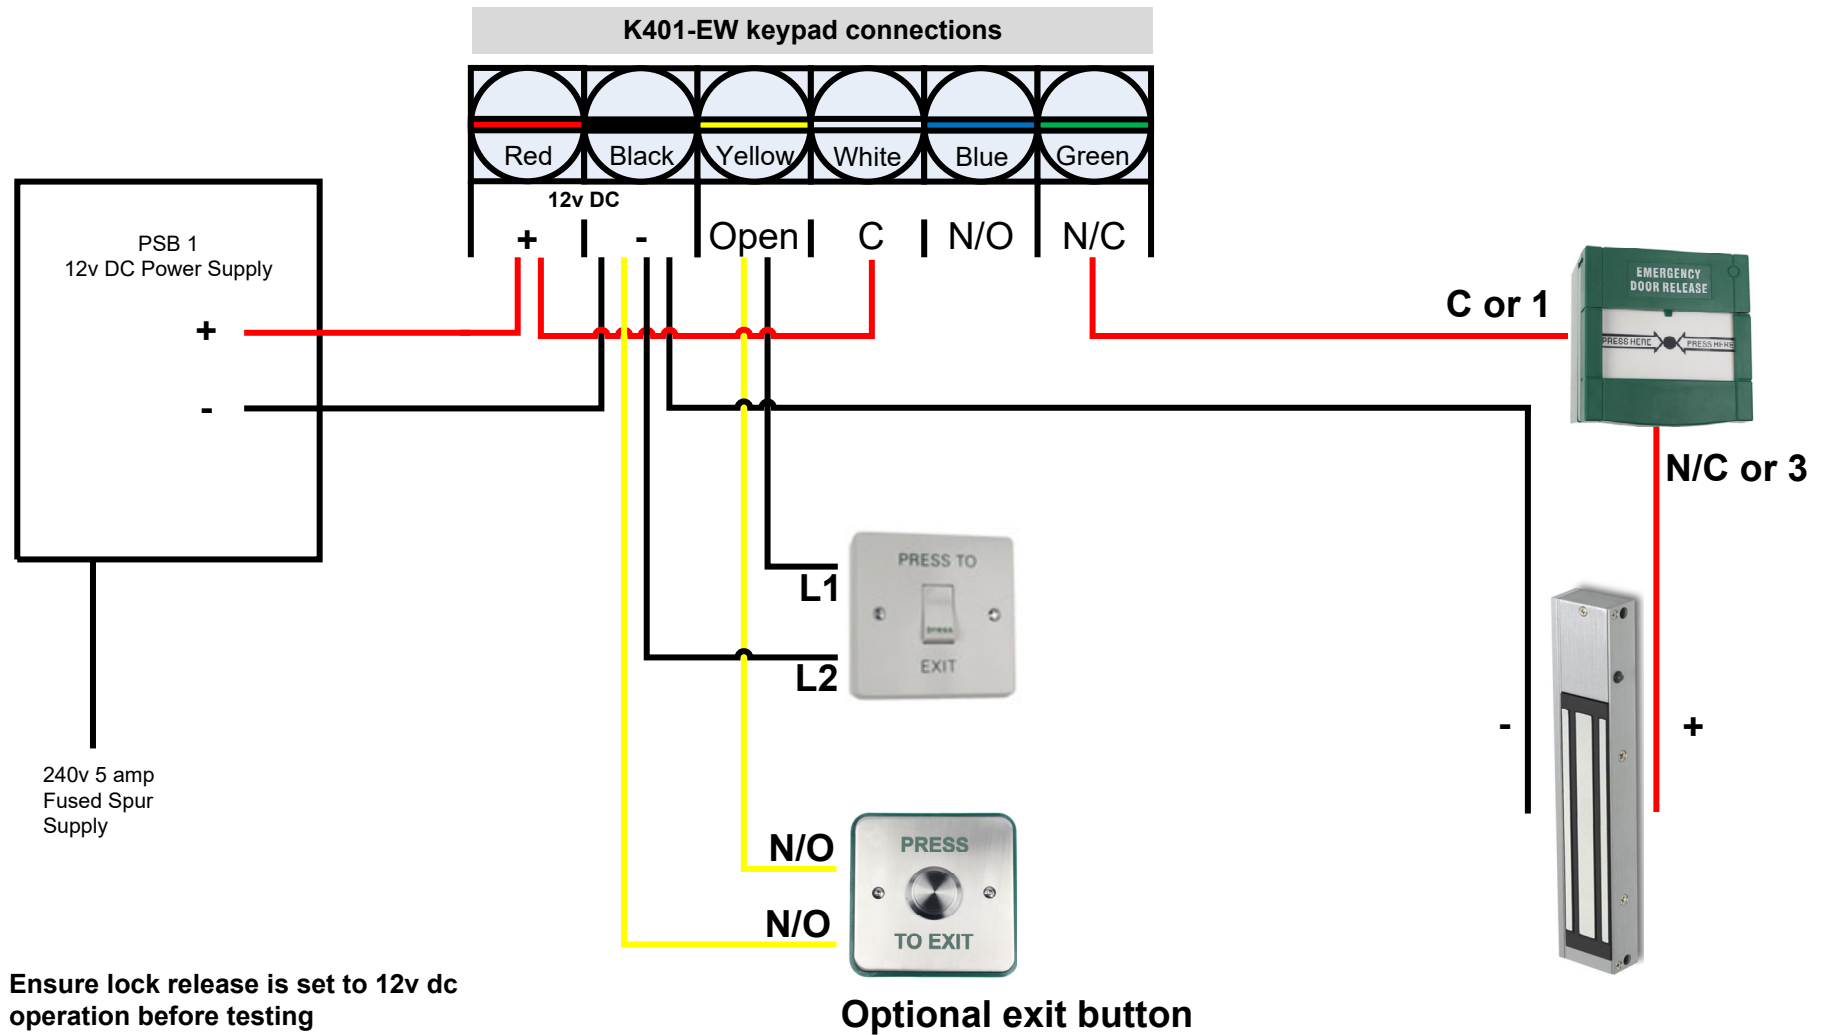 K401-EW keypad connections
Red Black Yellow White Blue Green
12v DC
+ - Open C N/O N/C
PSB 1
12v DC Power Supply
+
-
EMERGENCY
DOOR RELEASE
PRESS HERE PRESS HERE
C or 1
N/C or 3
PRESS TO
press
EXIT
L1
L2
- +
240v 5 amp
Fused Spur
Supply
N/O
N/O
PRESS
TO EXIT
Ensure lock release is set to 12v dc
operation before testing
Optional exit button